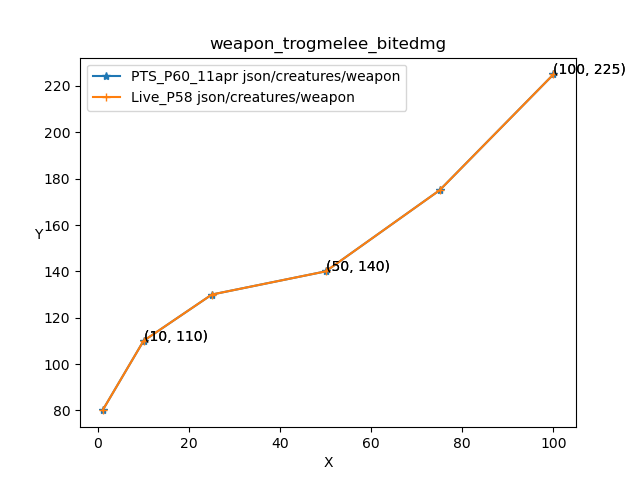 weapon_trogmelee_bitedmg
PTS_P60_11apr json/creatures/weapon
Live_P58 json/creatures/weapon
(100, 225)
220
200
180
160
Y
140
(50, 140)
120
(10, 110)
100
80
0 20 40 60 80 100
X